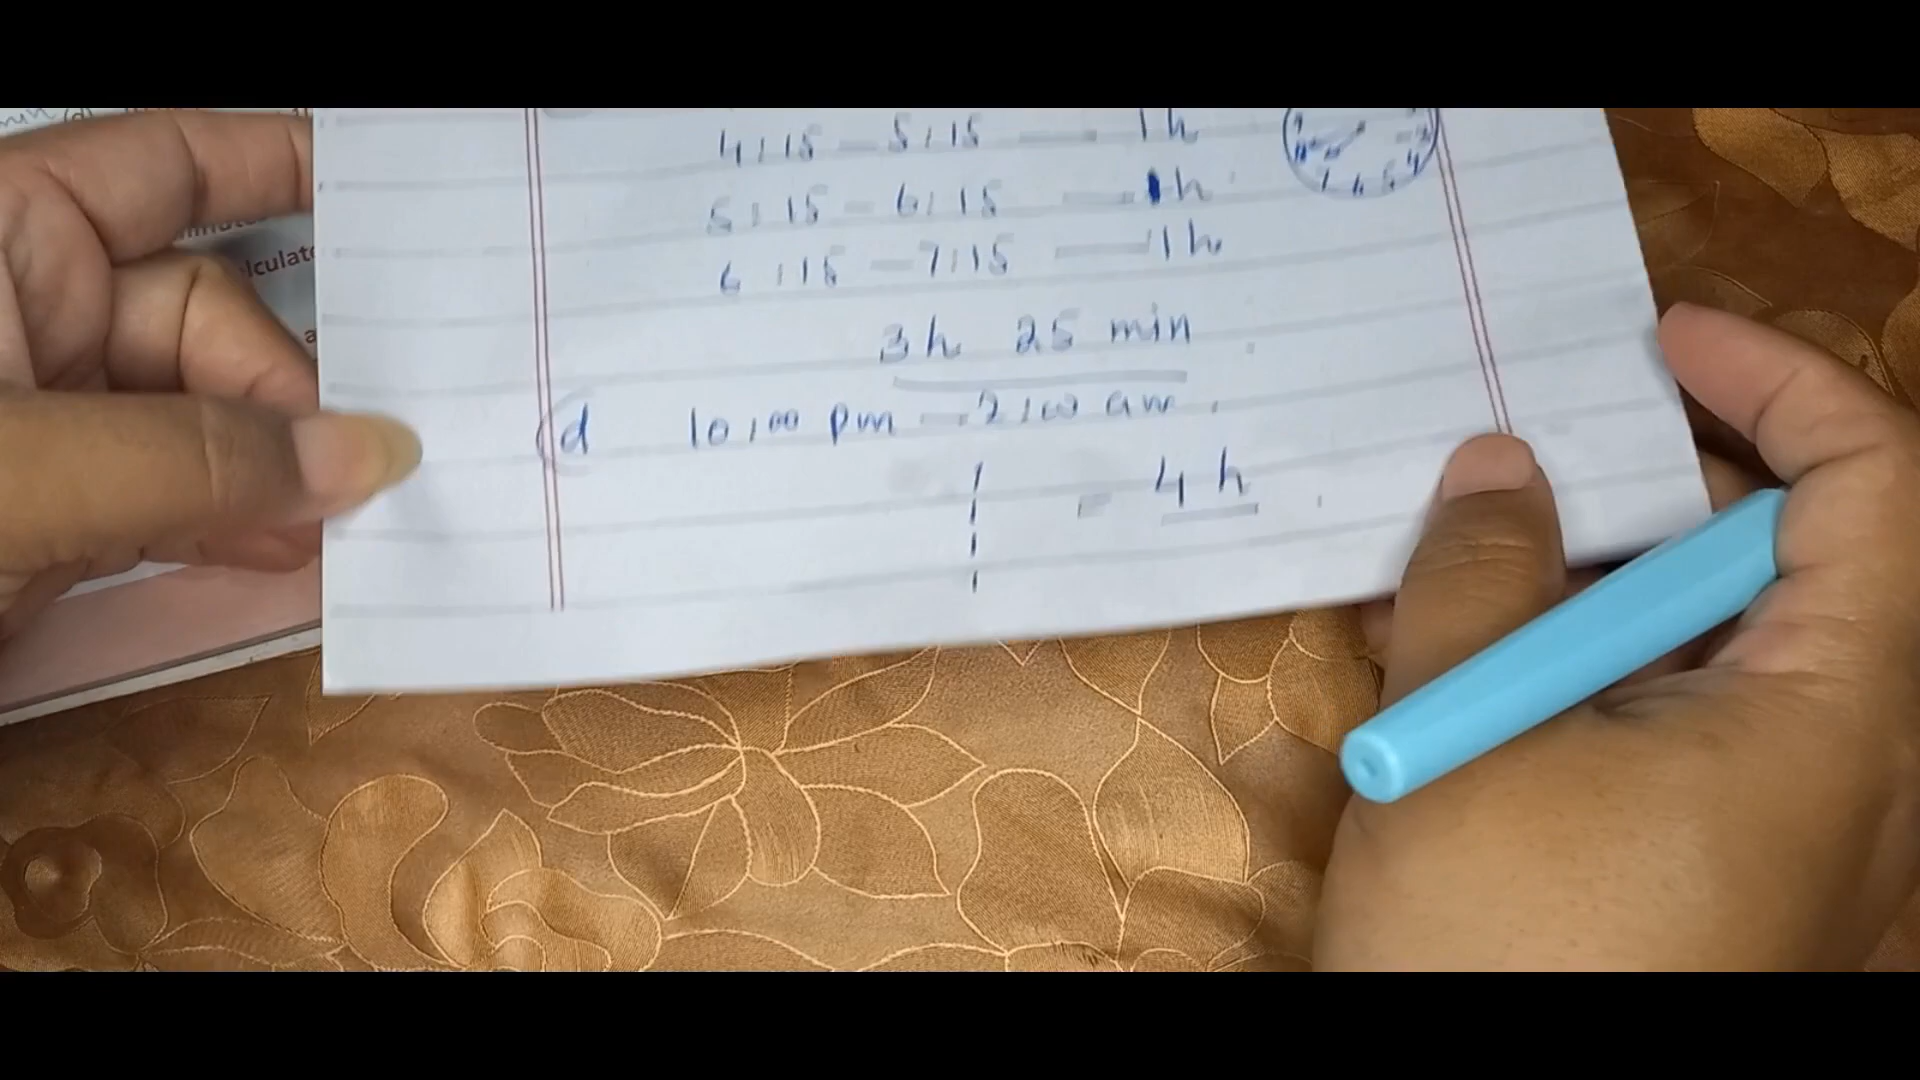 4:15 - 5:15 — 1h
5:15 - 6:15 — 1h
6:15 - 7:15 — 1h
3h 25 min
(d 10:00 pm - 2:00 am.
= 4 h